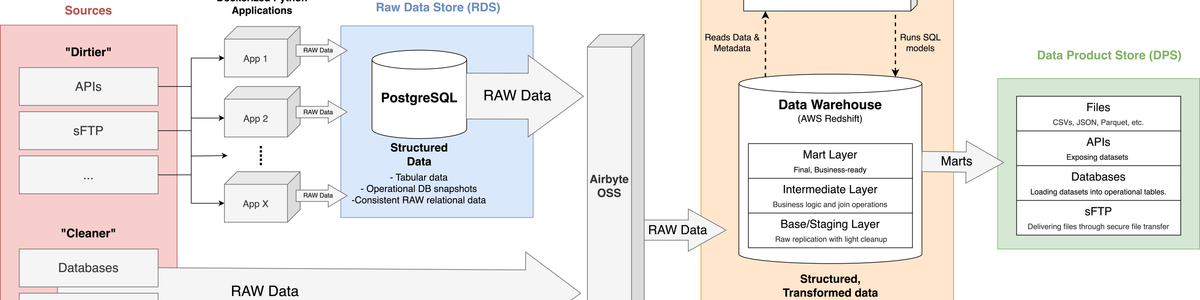 Sources
"Dirtier"
APIs
sFTP
...
"Cleaner"
Databases
Dockerized Python
Applications
App 1
App 2
App X
RAW Data
RAW Data
RAW Data
Raw Data Store (RDS)
PostgreSQL
Structured
Data
- Tabular data
- Operational DB snapshots
-Consistent RAW relational data
RAW Data
RAW Data
Airbyte
OSS
RAW Data
Reads Data &
Metadata
Runs SQL
models
Data Warehouse
(AWS Redshift)
Mart Layer
Final, Business-ready
Intermediate Layer
Business logic and join operations
Base/Staging Layer
Raw replication with light cleanup
Structured,
Transformed data
Marts
Data Product Store (DPS)
Files
CSVs, JSON, Parquet, etc.
APIs
Exposing datasets
Databases
Loading datasets into operational tables.
sFTP
Delivering files through secure file transfer